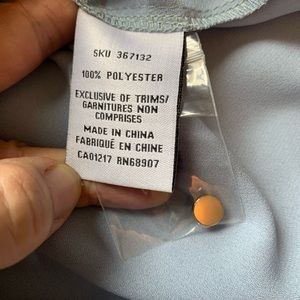 SKU 367132
100% POLYESTER
EXCLUSIVE OF TRIMS/
GARNITURES NON
COMPRISES
MADE IN CHINA
FABRIQUÉ EN CHINE
CA01217 RN68907